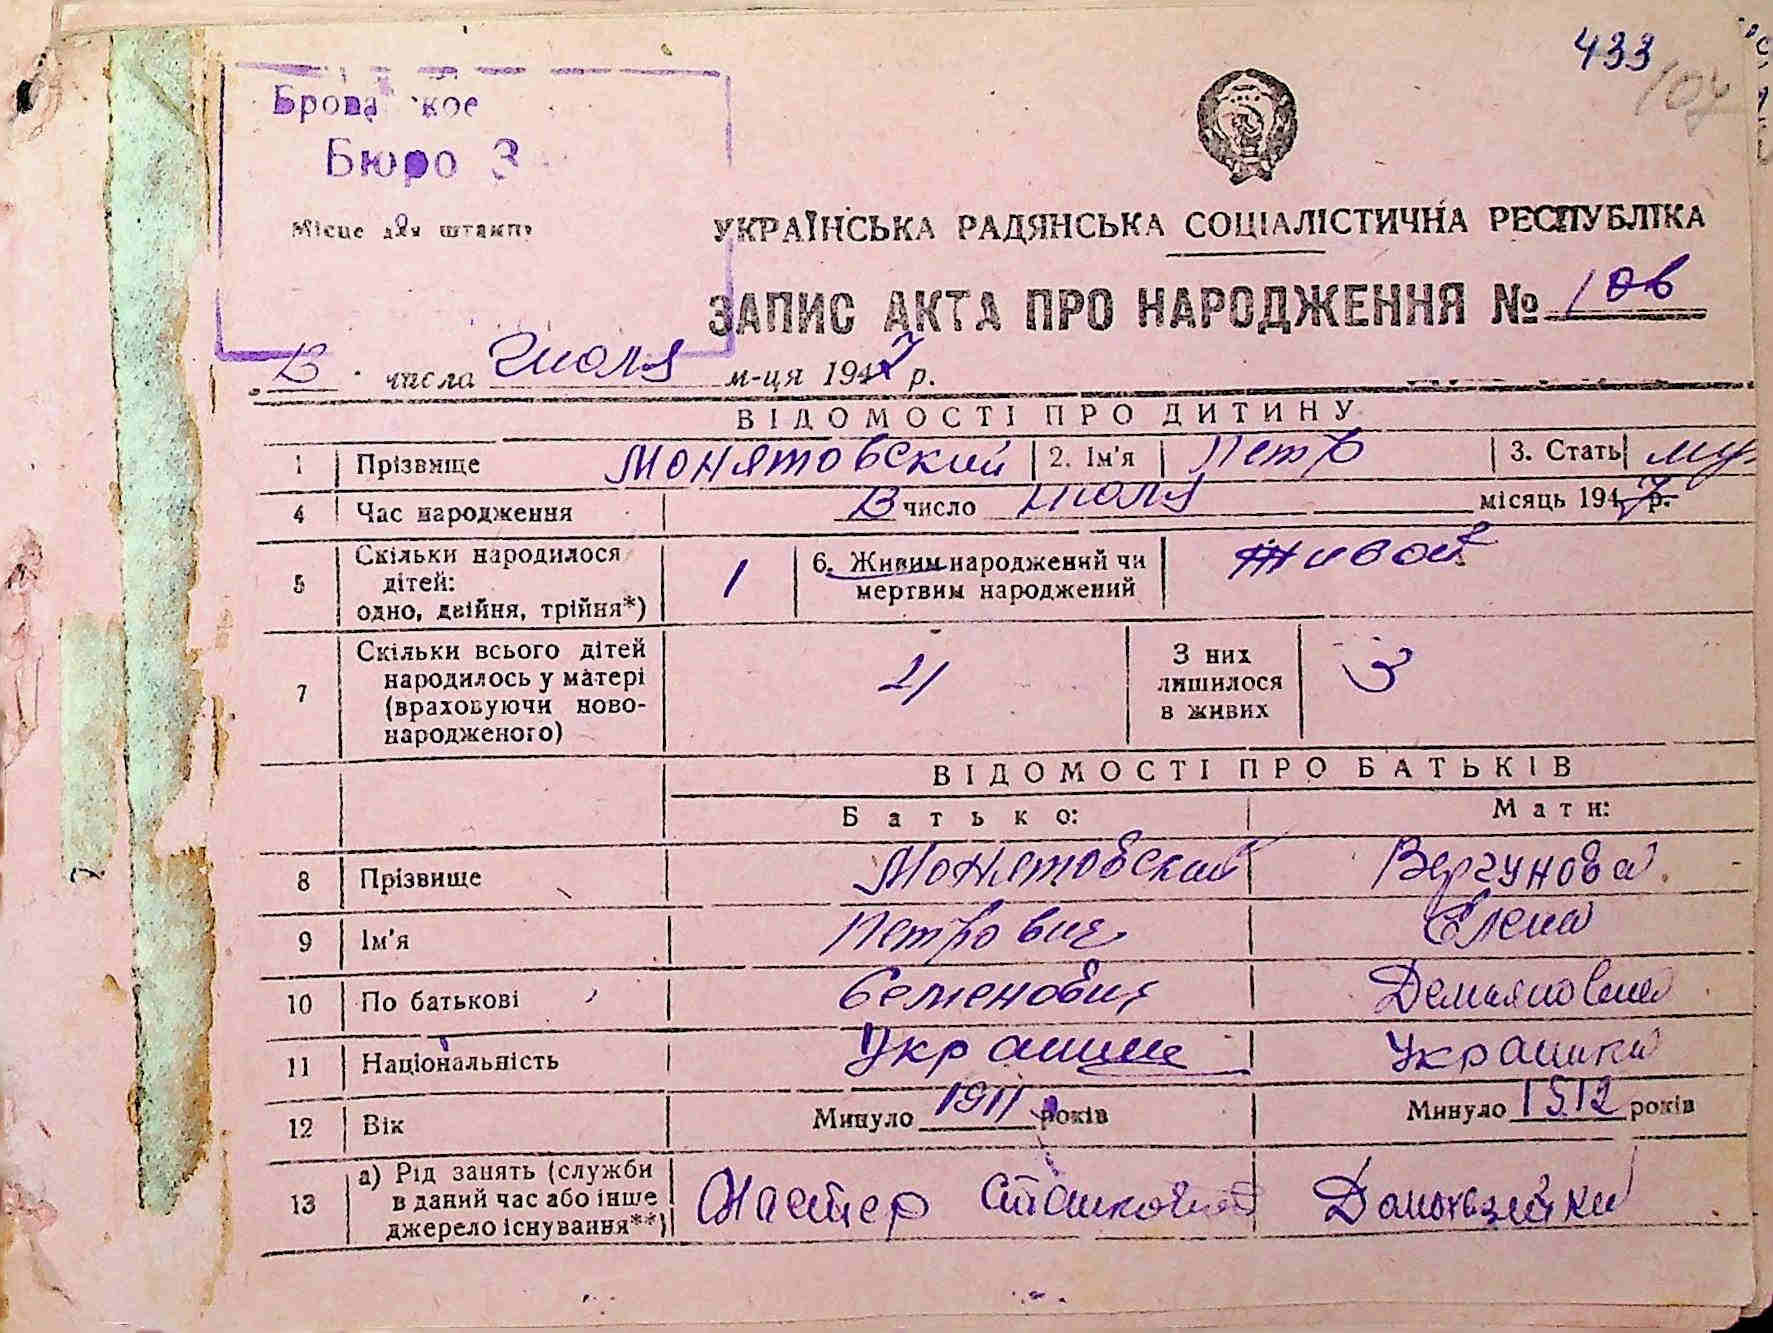 433
107
Брова кое
Бюро З
Місце для штампу
УКРАЇНСЬКА РАДЯНСЬКА СОЦІАЛІСТИЧНА РЕСПУБЛІКА
ЗАПИС АКТА ПРО НАРОДЖЕННЯ № 106
числа Июля м-ця 1947 р.
ВІДОМОСТІ ПРО ДИТИНУ
1 Прізвище Монятовский 2. Ім'я Петр 3. Стать муж
4 Час народження число июля місяць 1947 р.
5 Скільки народилося дітей: одно, двійня, трійня*) 1 6. Живим народжений чи мертвим народжений Живой
7 Скільки всього дітей народилось у матері (враховуючи ново-народженого) 4 З них лишилося в живих 3
ВІДОМОСТІ ПРО БАТЬКІВ
Батько: Мати:
8 Прізвище Монятовский Вергунова
9 Ім'я Петрович Елена
10 По батькові Семенович Демьяновна
11 Національність Украинец Украинка
12 Вік Минуло 1911 років Минуло 1912 років
13 а) Рід занять (служби в даний час або інше джерело існування**) Мастер Домохозяйка